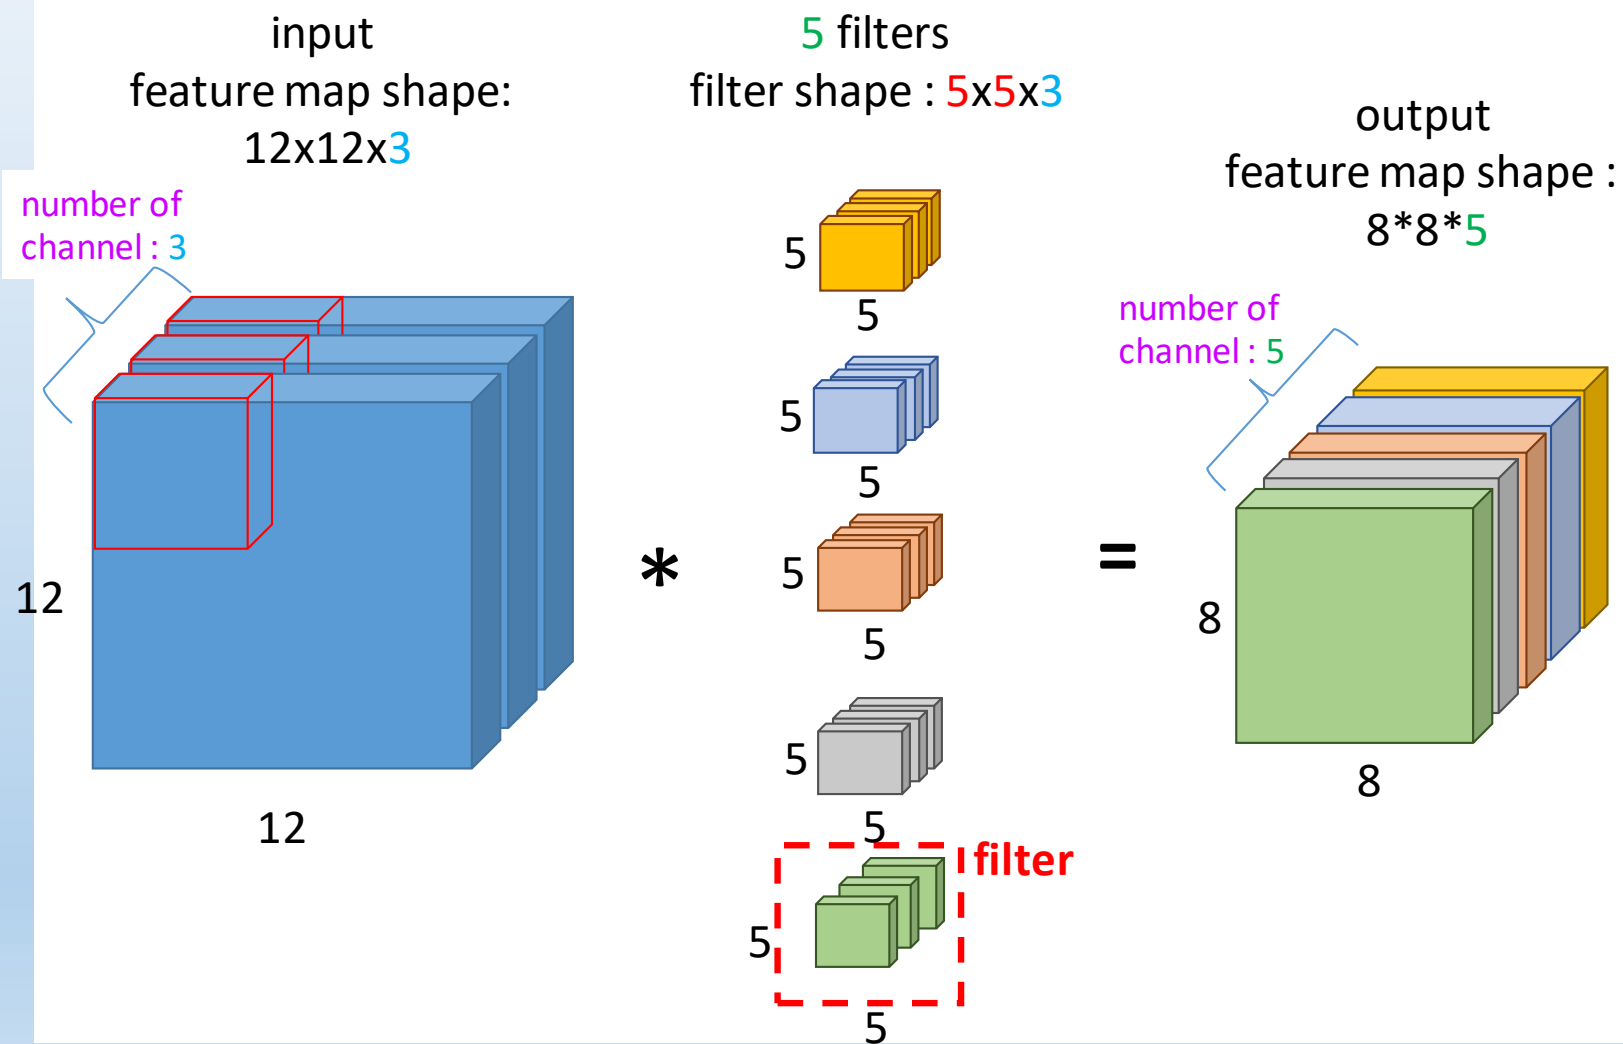 input
feature map shape:
12x12x3
number of
channel : 3
12
12
*
5 filters
filter shape : 5x5x3
5
5
5
5
5
5
5
5
filter
5
5
=
output
feature map shape :
8*8*5
number of
channel : 5
8
8